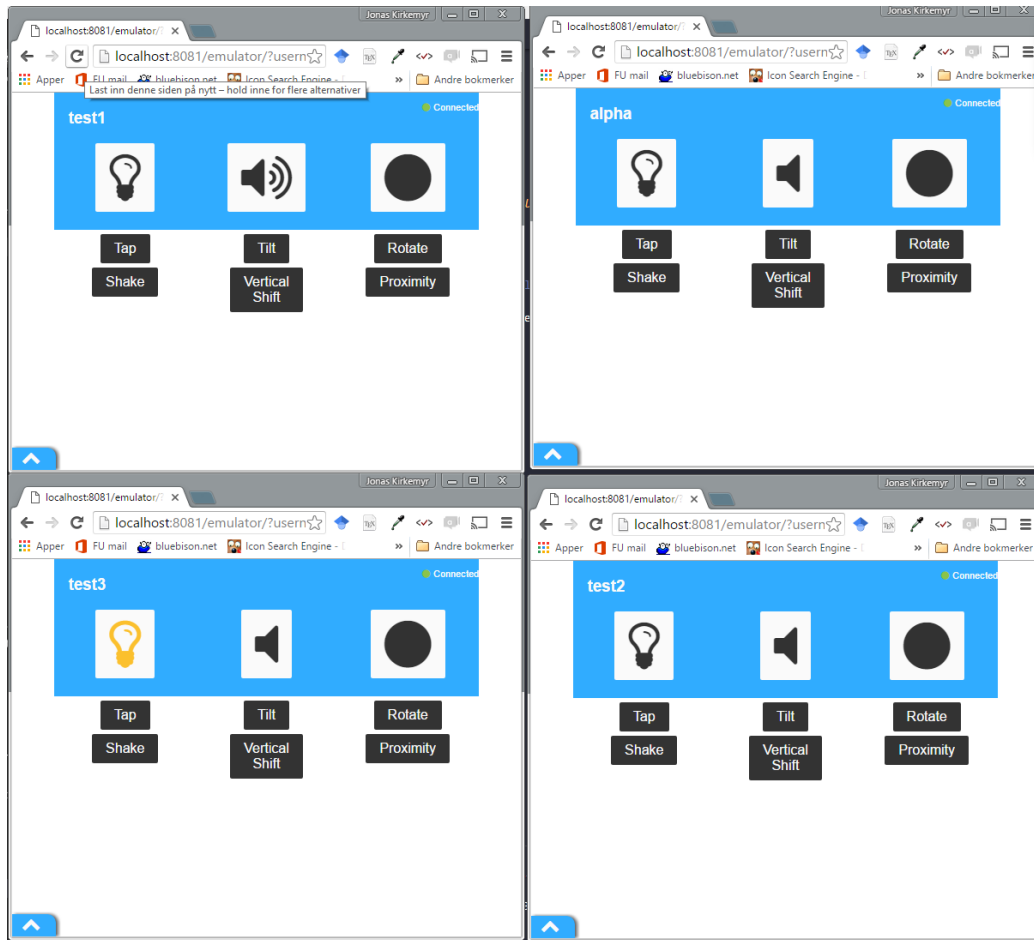 Jonas Kirkemyr
localhost:8081/emulator/
localhost:8081/emulator/?usern
Apper FU mail bluebison.net Icon Search Engine - » Andre bokmerker
Last inn denne siden på nytt – hold inne for flere alternativer
Connected
test1
Tap Tilt Rotate
Shake Vertical Proximity
Shift
Jonas Kirkemyr
localhost:8081/emulator/
localhost:8081/emulator/?usern
Apper FU mail bluebison.net Icon Search Engine - » Andre bokmerker
Connected
alpha
Tap Tilt Rotate
Shake Vertical Proximity
Shift
Jonas Kirkemyr
localhost:8081/emulator/
localhost:8081/emulator/?usern
Apper FU mail bluebison.net Icon Search Engine - » Andre bokmerker
Connected
test3
Tap Tilt Rotate
Shake Vertical Proximity
Shift
Jonas Kirkemyr
localhost:8081/emulator/
localhost:8081/emulator/?usern
Apper FU mail bluebison.net Icon Search Engine - » Andre bokmerker
Connected
test2
Tap Tilt Rotate
Shake Vertical Proximity
Shift